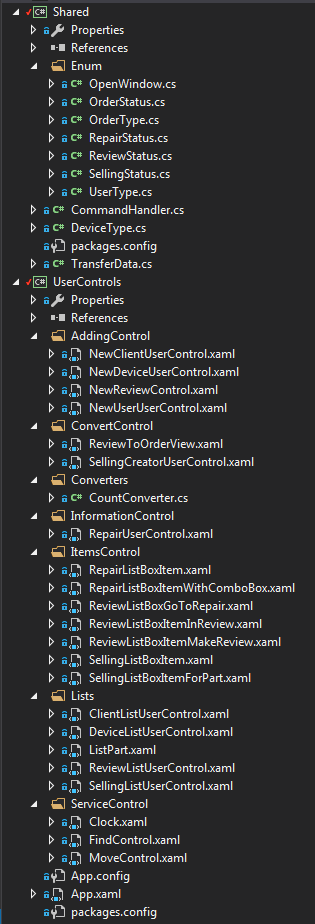 Shared
Properties
References
Enum
OpenWindow.cs
OrderStatus.cs
OrderType.cs
RepairStatus.cs
ReviewStatus.cs
SellingStatus.cs
UserType.cs
CommandHandler.cs
DeviceType.cs
packages.config
TransferData.cs
UserControls
Properties
References
AddingControl
NewClientUserControl.xaml
NewDeviceUserControl.xaml
NewReviewControl.xaml
NewUserUserControl.xaml
ConvertControl
ReviewToOrderView.xaml
SellingCreatorUserControl.xaml
Converters
C# CountConverter.cs
InformationControl
RepairUserControl.xaml
ItemsControl
RepairListBoxItem.xaml
RepairListBoxItemWithComboBox.xaml
ReviewListBoxGoToRepair.xaml
ReviewListBoxItemInReview.xaml
ReviewListBoxItemMakeReview.xaml
SellingListBoxItem.xaml
SellingListBoxItemForPart.xaml
Lists
ClientListUserControl.xaml
DeviceListUserControl.xaml
ListPart.xaml
ReviewListUserControl.xaml
SellingListUserControl.xaml
ServiceControl
Clock.xaml
FindControl.xaml
MoveControl.xaml
App.config
App.xaml
packages.config